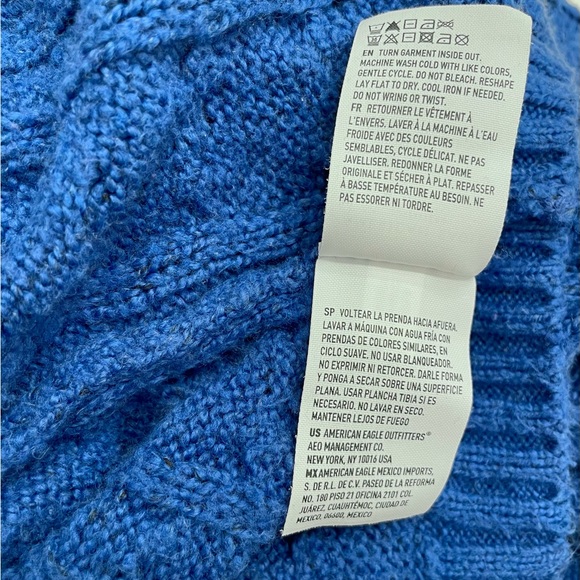 EN TURN GARMENT INSIDE OUT.
MACHINE WASH COLD WITH LIKE COLORS,
GENTLE CYCLE. DO NOT BLEACH. RESHAPE
LAY FLAT TO DRY. COOL IRON IF NEEDED.
DO NOT WRING OR TWIST.
FR RETOURNER LE VÊTEMENT À
L'ENVERS. LAVER À LA MACHINE À L'EAU
FROIDE AVEC DES COULEURS
SEMBLABLES, CYCLE DÉLICAT. NE PAS
JAVELLISER. REDONNER LA FORME
ORIGINALE ET SÉCHER À PLAT. REPASSER
À BASSE TEMPÉRATURE AU BESOIN. NE
PAS ESSORER NI TORDRE.
SP VOLTEAR LA PRENDA HACIA AFUERA.
LAVAR A MÁQUINA CON AGUA FRÍA CON
PRENDAS DE COLORES SIMILARES, EN
CICLO SUAVE. NO USAR BLANQUEADOR.
NO EXPRIMIR NI RETORCER. DARLE FORMA
Y PONGA A SECAR SOBRE UNA SUPERFICIE
PLANA. USAR PLANCHA TIBIA SI ES
NECESARIO. NO LAVAR EN SECO.
MANTENER LEJOS DE FUEGO
US AMERICAN EAGLE OUTFITTERS®
AEO MANAGEMENT CO.
NEW YORK, NY 10016 USA
MX AMERICAN EAGLE MEXICO IMPORTS,
S. DE R.L. DE C.V. PASEO DE LA REFORMA
NO. 180 PISO 21 OFICINA 2101 COL.
JUÁREZ, CUAUHTÉMOC, CIUDAD DE
MÉXICO, 06600, MÉXICO